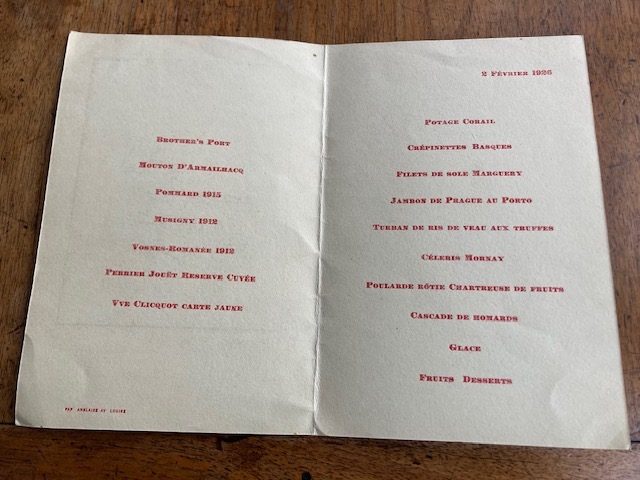 Brother's Port
Mouton D'Armailhacq
Pommard 1915
Musigny 1912
Vosnes-Romanée 1912
Perrier Jouët Reserve Cuvée
Vve Clicquot carte jaune
2 Février 1926
Potage Corail
Crépinettes Basques
Filets de sole Marguery
Jambon de Prague au Porto
Turban de ris de veau aux truffes
Céleris Mornay
Poularde rôtie Chartreuse de fruits
Cascade de homards
Glace
Fruits Desserts